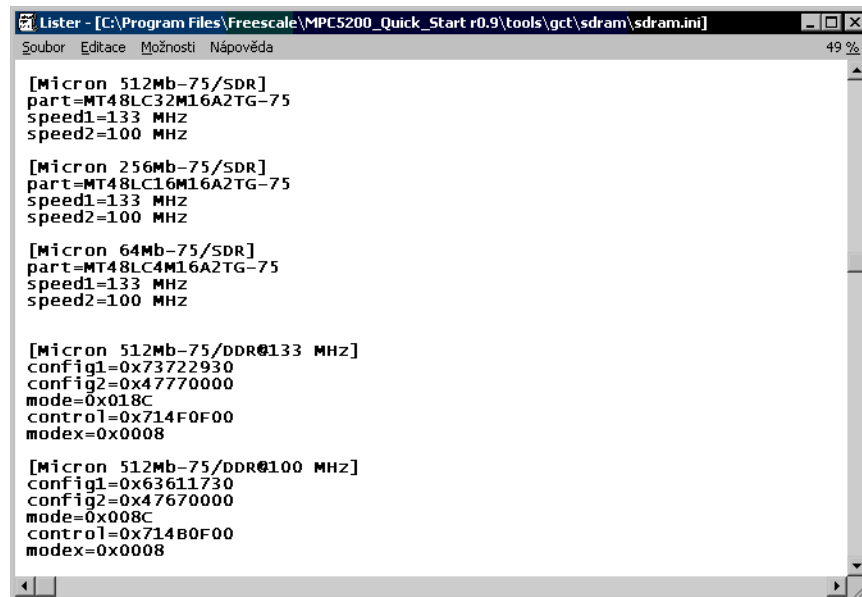 Lister - [C:\Program Files\Freescale\MPC5200_Quick_Start r0.9\tools\gct\sdram\sdram.ini]
Soubor Editace Možnosti Nápověda 49 %
[Micron 512Mb-75/SDR]
part=MT48LC32M16A2TG-75
speed1=133 MHz
speed2=100 MHz
[Micron 256Mb-75/SDR]
part=MT48LC16M16A2TG-75
speed1=133 MHz
speed2=100 MHz
[Micron 64Mb-75/SDR]
part=MT48LC4M16A2TG-75
speed1=133 MHz
speed2=100 MHz
[Micron 512Mb-75/DDR@133 MHz]
config1=0x73722930
config2=0x47770000
mode=0x018C
control=0x714F0F00
modex=0x0008
[Micron 512Mb-75/DDR@100 MHz]
config1=0x63611730
config2=0x47670000
mode=0x008C
control=0x714B0F00
modex=0x0008